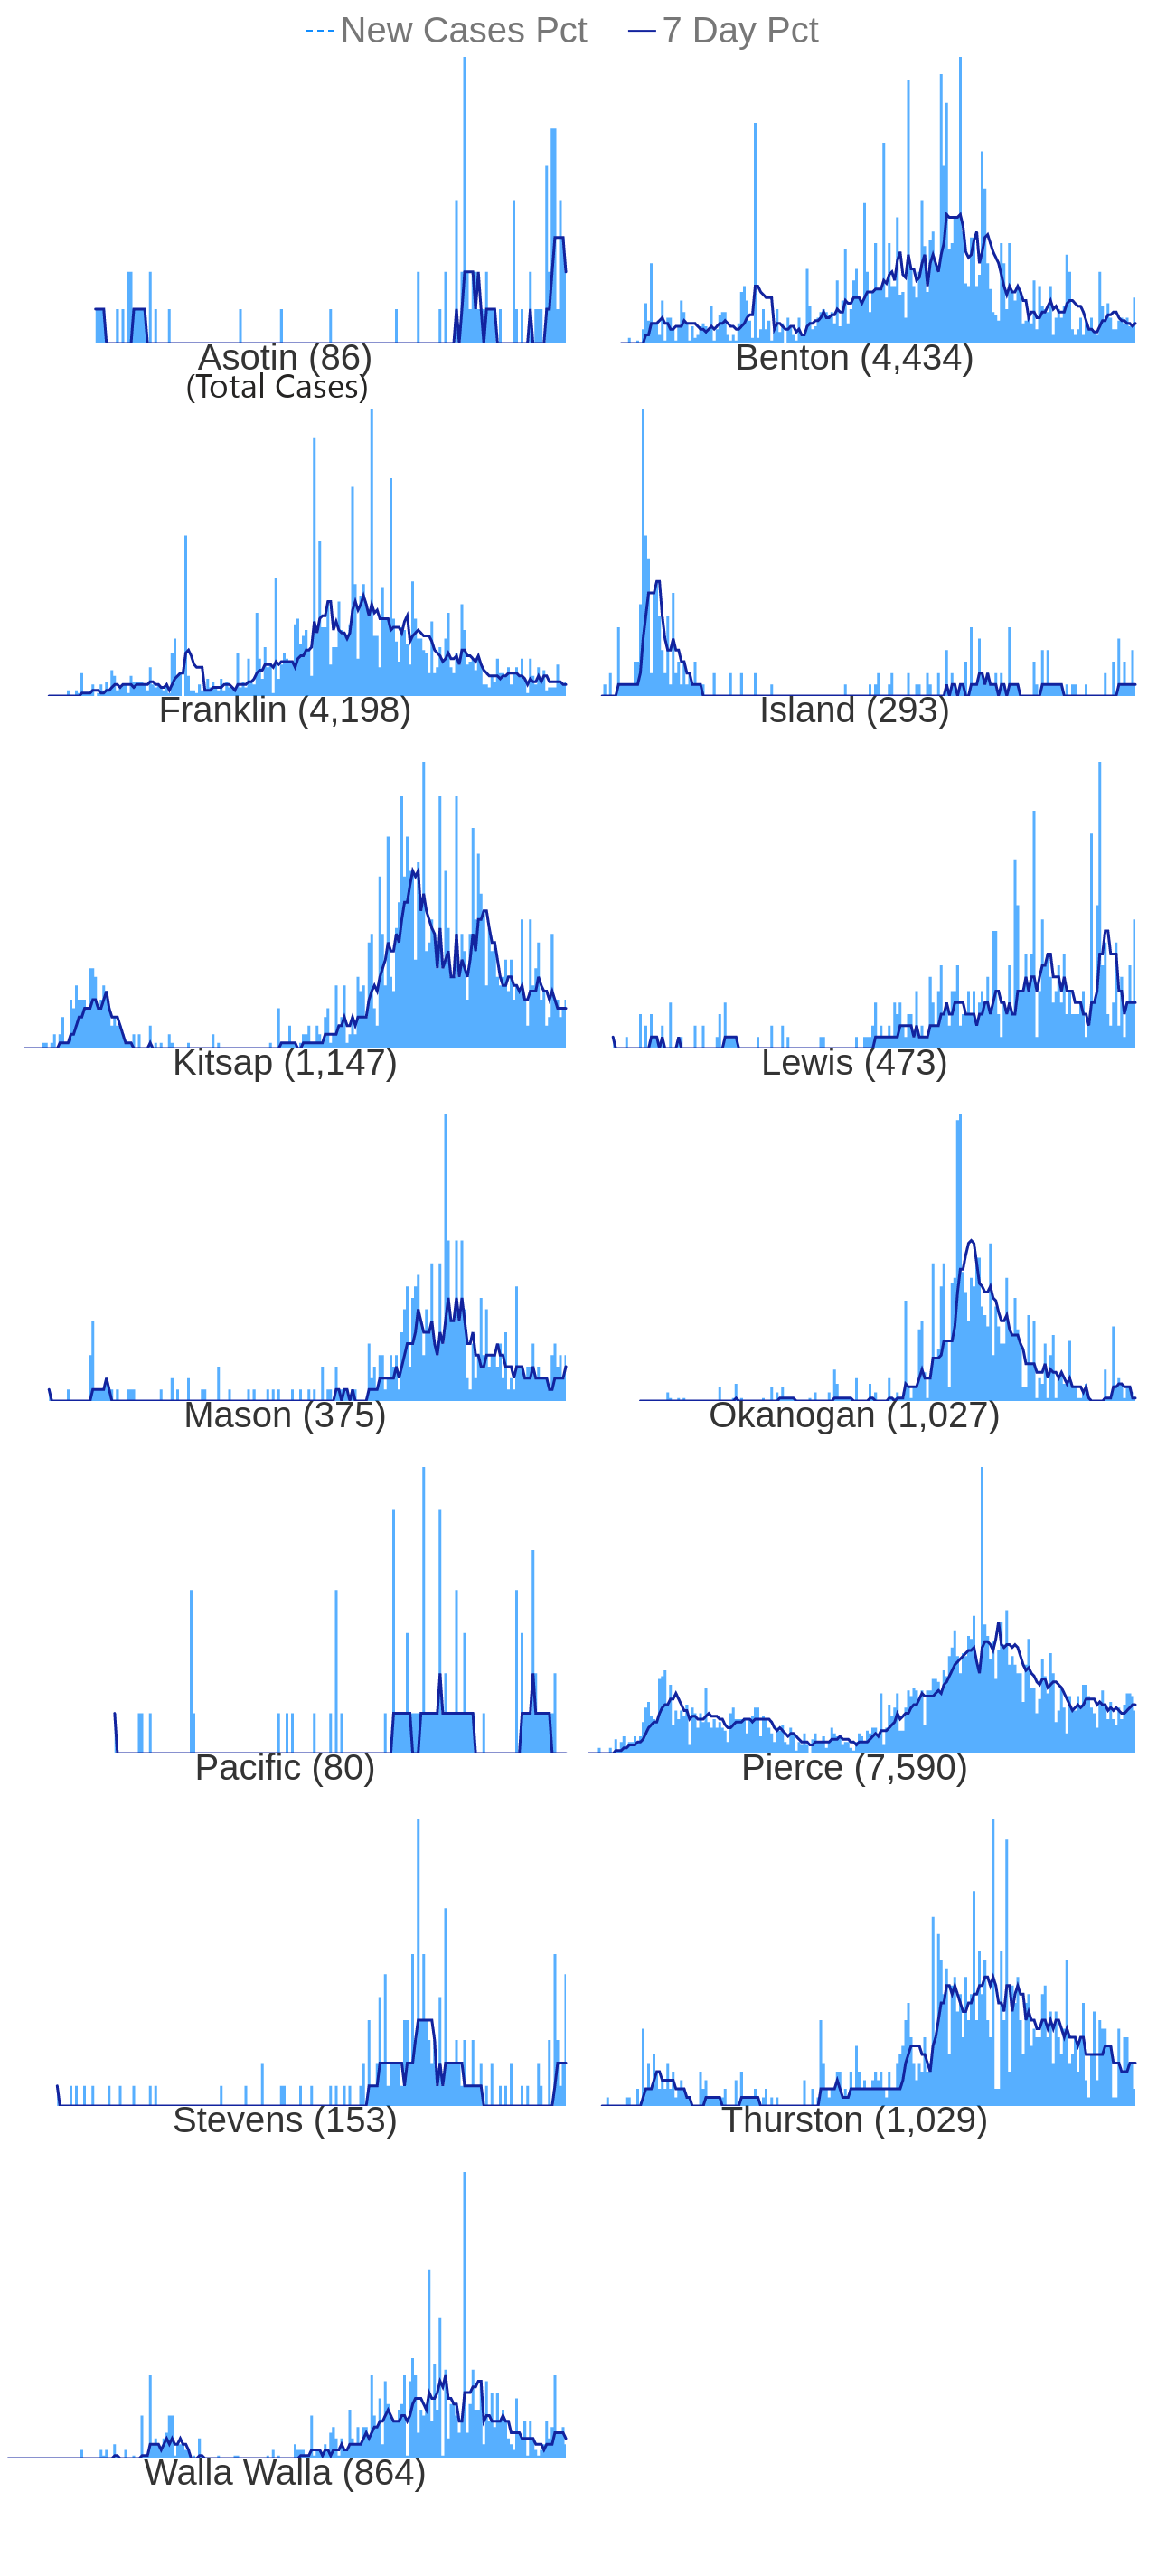 New Cases Pct 7 Day Pct
Asotin (86) Benton (4,434)
(Total Cases)
Franklin (4,198) Island (293)
Kitsap (1,147) Lewis (473)
Mason (375) Okanogan (1,027)
Pacific (80) Pierce (7,590)
Stevens (153) Thurston (1,029)
Walla Walla (864)